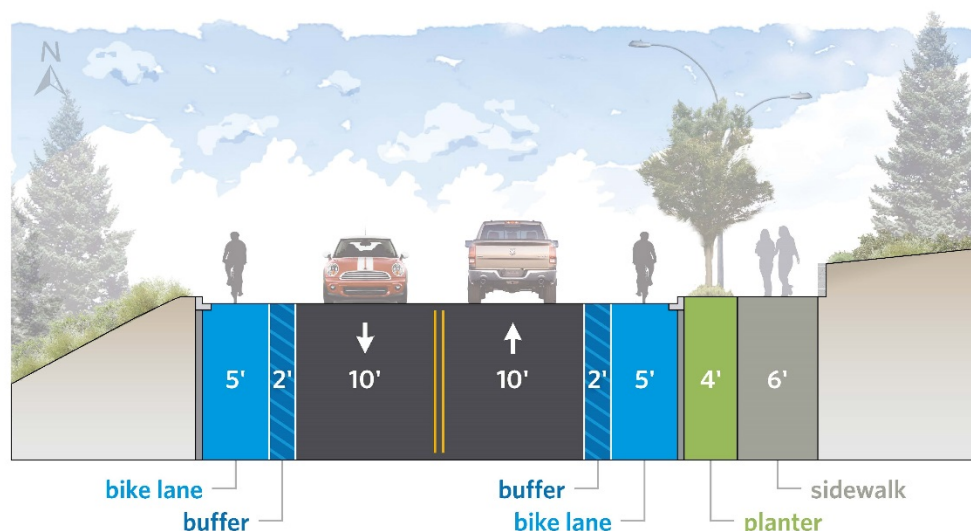 N
5' 2' 10' 10' 2' 5' 4' 6'
bike lane buffer sidewalk
buffer bike lane planter